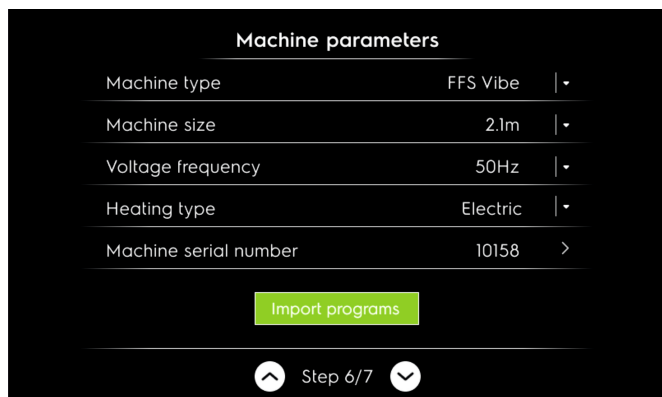 Machine parameters
Machine type FFS Vibe
Machine size 2.1m
Voltage frequency 50Hz
Heating type Electric
Machine serial number 10158
Import programs
Step 6/7